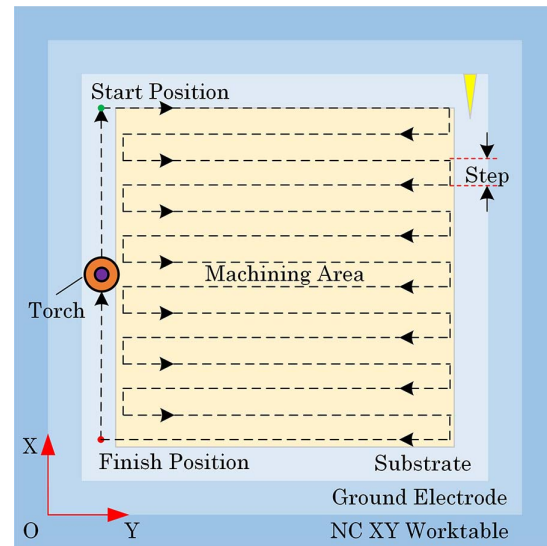 Start Position
Step
Machining Area
Torch
X
Finish Position
Substrate
Ground Electrode
O
Y
NC XY Worktable